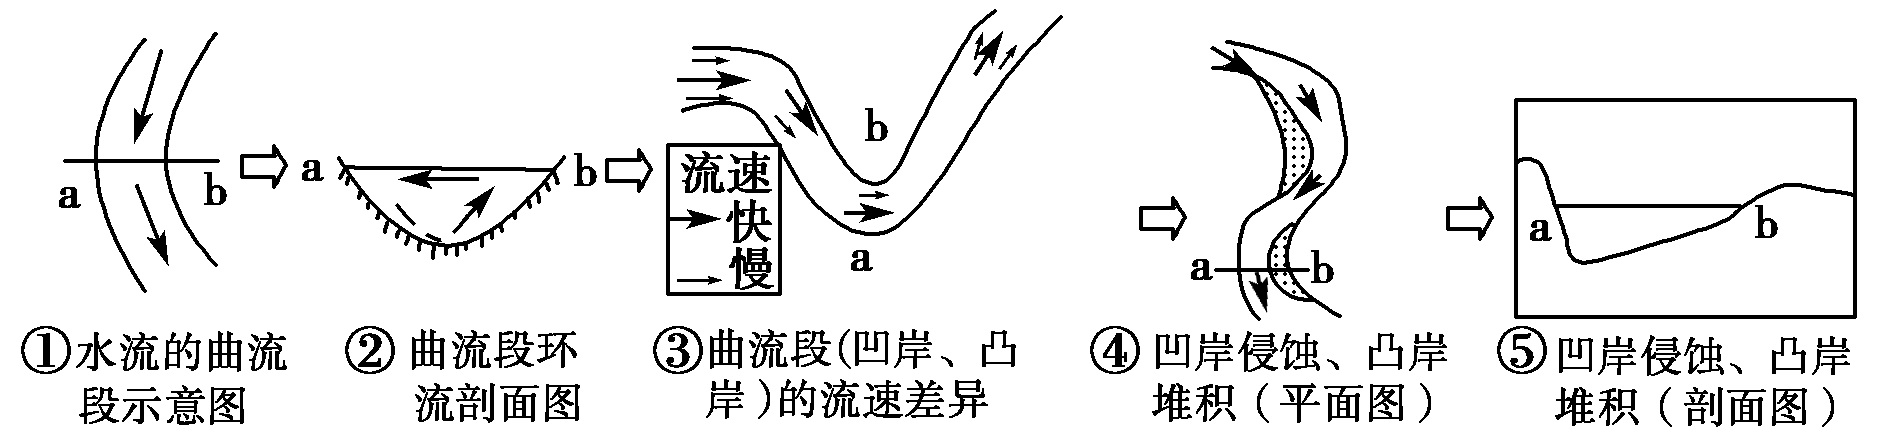 a
b
a
b
b
流速
快
慢
a
a
b
a
b
①水流的曲流
段示意图
② 曲流段环
流剖面图
③曲流段(凹岸、凸
岸)的流速差异
④ 凹岸侵蚀、凸岸
堆积(平面图)
⑤ 凹岸侵蚀、凸岸
堆积(剖面图)